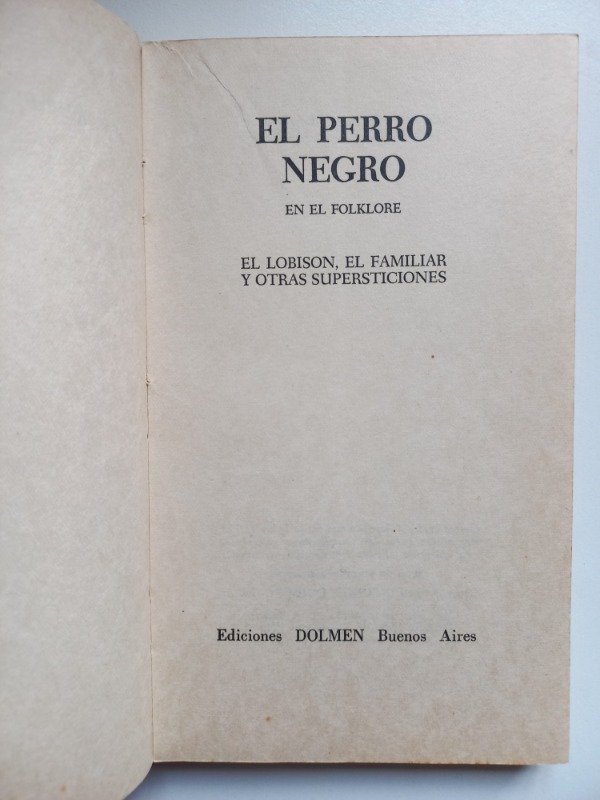 EL PERRO
NEGRO
EN EL FOLKLORE
EL LOBISON, EL FAMILIAR
Y OTRAS SUPERSTICIONES
Ediciones DOLMEN Buenos Aires